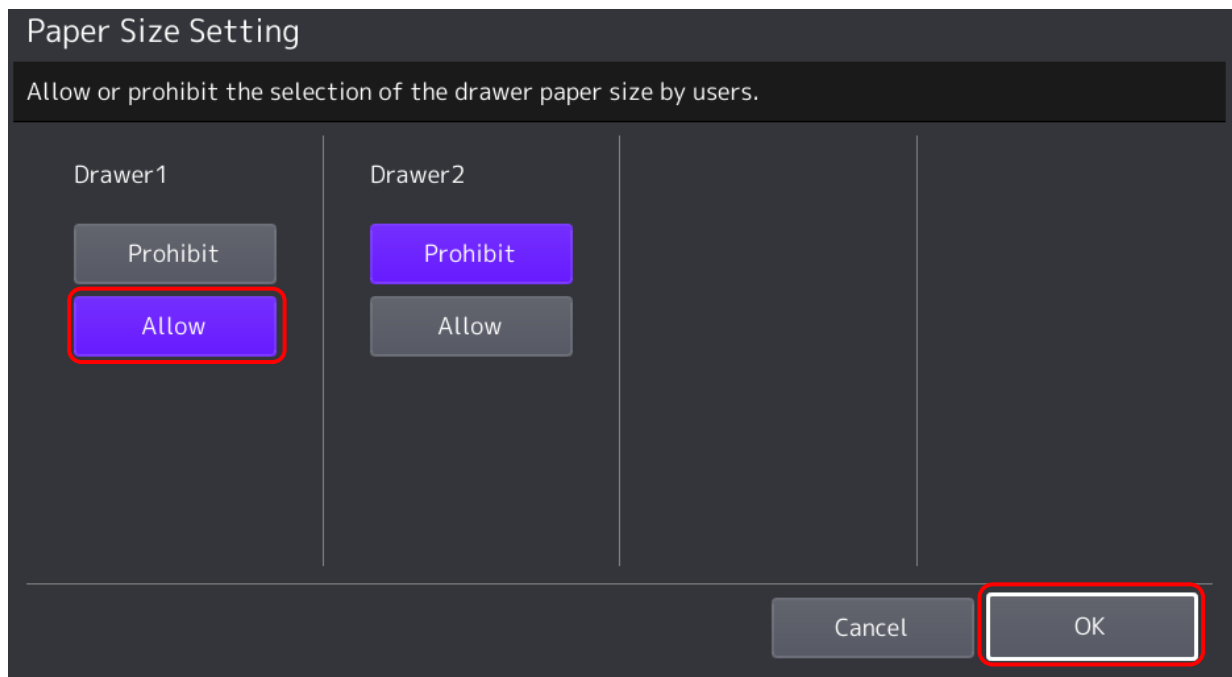 Paper Size Setting
Allow or prohibit the selection of the drawer paper size by users.
Drawer1
Prohibit
Allow
Drawer2
Prohibit
Allow
Cancel
OK